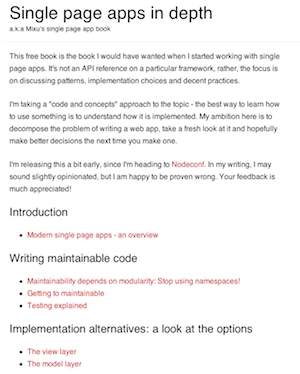 Single page apps in depth
a.k.a Mixu's single page app book
This free book is the book I would have wanted when I started working with single
page apps. It's not an API reference on a particular framework, rather, the focus is
on discussing patterns, implementation choices and decent practices.
I'm taking a "code and concepts" approach to the topic - the best way to learn how
to use something is to understand how it is implemented. My ambition here is to
decompose the problem of writing a web app, take a fresh look at it and hopefully
make better decisions the next time you make one.
I'm releasing this a bit early, since I'm heading to Nodeconf. In my writing, I may
sound slightly opinionated, but I am happy to be proven wrong. Your feedback is
much appreciated!
Introduction
Modern single page apps - an overview
Writing maintainable code
Maintainability depends on modularity: Stop using namespaces!
Getting to maintainable
Testing explained
Implementation alternatives: a look at the options
The view layer
The model layer